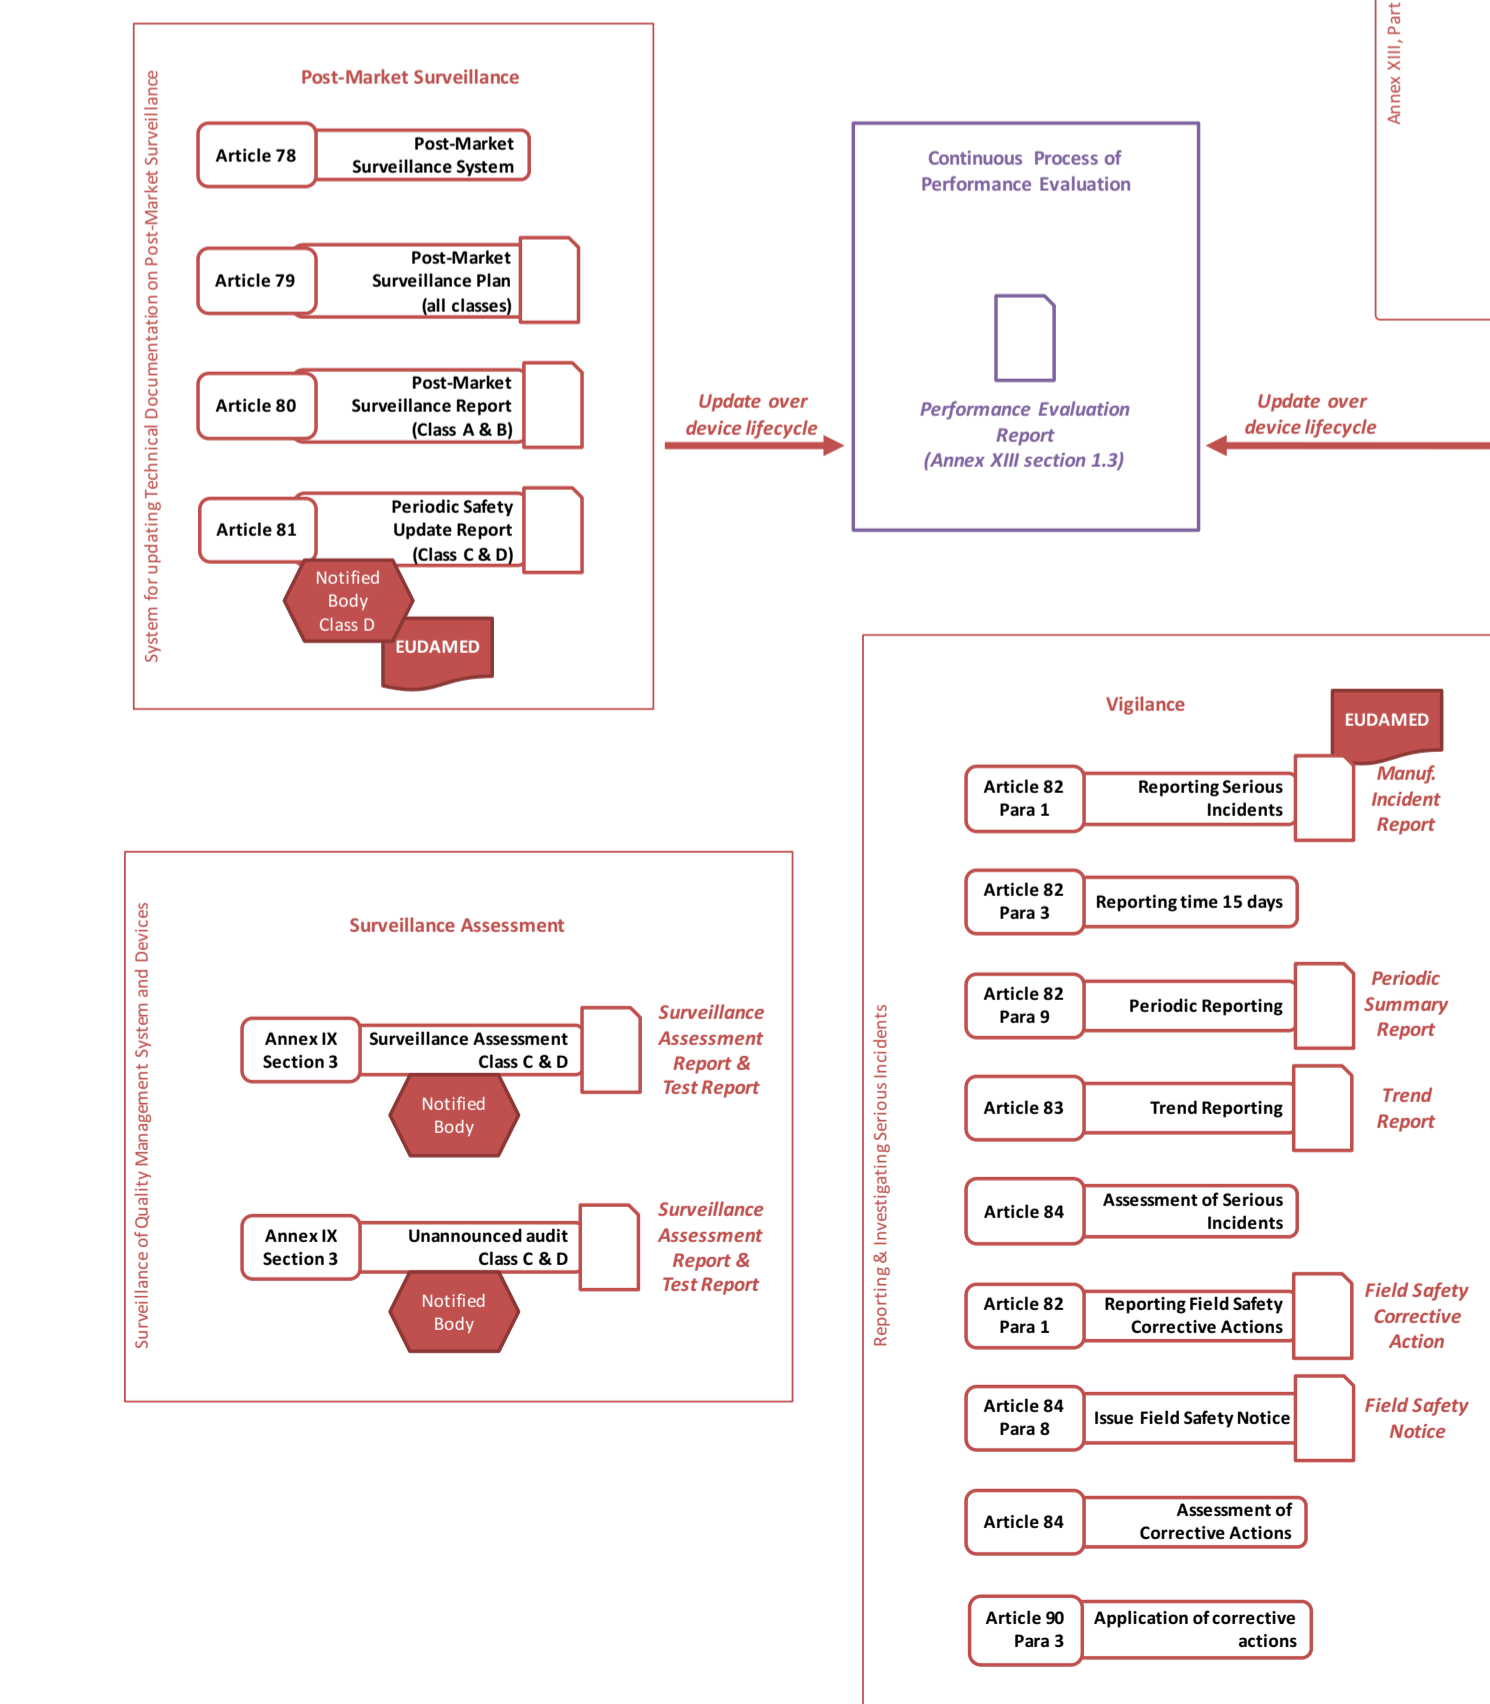 System for updating Technical Documentation on Post-Market Surveillance
Post-Market Surveillance
Article 78
Post-Market
Surveillance System
Article 79
Post-Market
Surveillance Plan
(all classes)
Article 80
Post-Market
Surveillance Report
(Class A & B)
Article 81
Periodic Safety
Update Report
(Class C & D)
Notified
Body
Class D
EUDAMED
Update over
device lifecycle
Continuous Process of
Performance Evaluation
Performance Evaluation
Report
(Annex XIII section 1.3)
Update over
device lifecycle
Annex XIII, Part
Surveillance of Quality Management System and Devices
Surveillance Assessment
Annex IX
Section 3
Surveillance Assessment
Class C & D
Surveillance
Assessment
Report &
Test Report
Notified
Body
Annex IX
Section 3
Unannounced audit
Class C & D
Surveillance
Assessment
Report &
Test Report
Notified
Body
Reporting & Investigating Serious Incidents
Vigilance
EUDAMED
Article 82
Para 1
Reporting Serious
Incidents
Manuf.
Incident
Report
Article 82
Para 3
Reporting time 15 days
Article 82
Para 9
Periodic Reporting
Periodic
Summary
Report
Article 83
Trend Reporting
Trend
Report
Article 84
Assessment of Serious
Incidents
Article 82
Para 1
Reporting Field Safety
Corrective Actions
Field Safety
Corrective
Action
Article 84
Para 8
Issue Field Safety Notice
Field Safety
Notice
Article 84
Assessment of
Corrective Actions
Article 90
Para 3
Application of corrective
actions